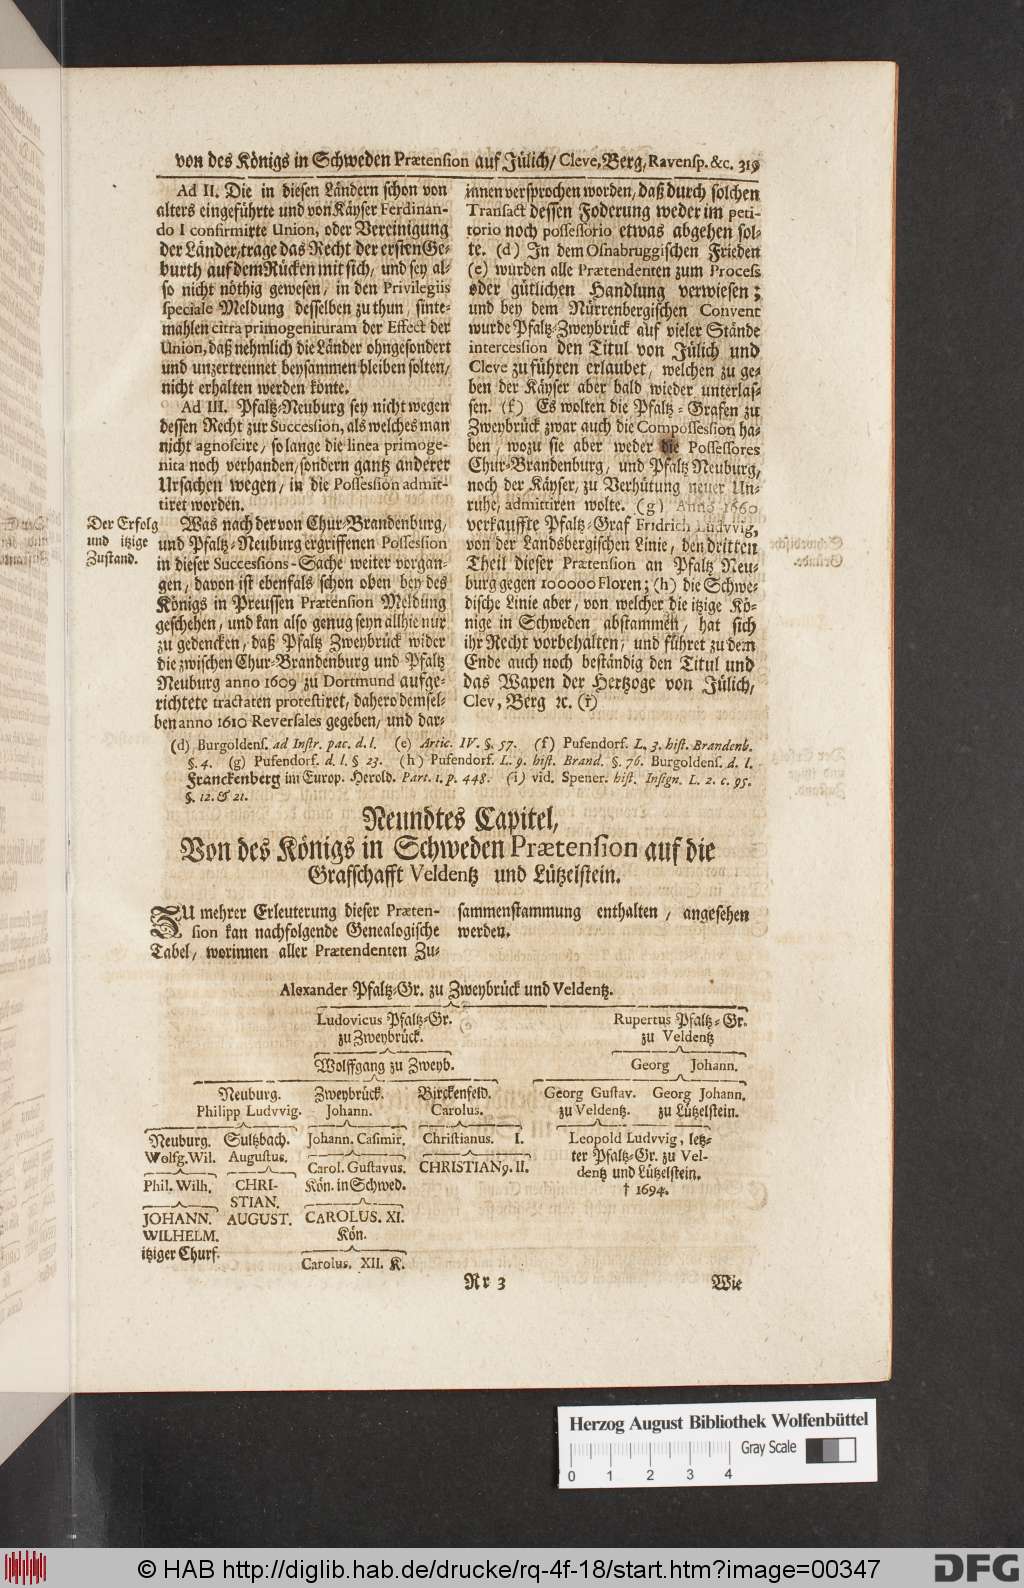 von des Königs in Schweden Prætension auf Jülich/ Cleve, Berg, Ravensp. &c. 319
Ad II. Die in diesen Ländern schon von
alters eingeführte und von Käyser Ferdinan-
do I confirmirte Union, oder Vereinigung
der Länder, trage das Recht der ersten Ge-
burth auf dem Rücken mit sich, und sey al-
so nicht nöthig gewesen, in den Privilegiis
speciale Meldung desselben zu thun, sinte-
mahlen citra primogenituram der Effect der
Union, daß nehmlich die Länder ohngesondert
und unzertrennet beysammen bleiben solten,
nicht erhalten werden könte.
Ad III. Pfaltz-Neuburg sey nicht wegen
dessen Recht zur Succession, als welches man
nicht agnoscire, so lange die linea primoge-
nita noch verhanden, sondern gantz anderer
Ursachen wegen, in die Possession admit-
tiret worden.
Der Erfolg
und itzige
Zustand.
Was nach der von Chur-Brandenburg,
und Pfaltz-Neuburg ergriffenen Possession
in dieser Successions-Sache weiter vorgan-
gen, davon ist ebenfals schon oben bey des
Königs in Preussen Prætension Meldung
geschehen, und kan also genug seyn allhie nur
zu gedencken, daß Pfaltz Zweybrück wider
die zwischen Chur-Brandenburg und Pfaltz
Neuburg anno 1609 zu Dortmund aufge-
richtete tractaten protestiret, dahero demsel-
ben anno 1610 Reversales gegeben, und dar-
innen versprochen worden, daß durch solchen
Transact dessen Foderung weder im peti-
torio noch possessorio etwas abgehen sol-
te. (d) In dem Osnabruggischen Frieden
(e) wurden alle Prætendenten zum Process
oder gütlichen Handlung verwiesen;
und bey dem Nürrenbergischen Convent
wurde Pfaltz-Zweybrück auf vieler Stände
intercession den Titul von Jülich und
Cleve zu führen erlaubet, welchen zu ge-
ben der Käyser aber bald wieder unterlas-
sen. (f) Es wolten die Pfaltz-Grafen zu
Zweybrück zwar auch die Compossession ha-
ben, wozu sie aber weder die Possessores
Chur-Brandenburg, und Pfaltz Neuburg,
noch der Käyser, zu Verhütung neuer Un-
ruhe, admittiren wolte. (g) Anno 1660
verkauffte Pfaltz-Graf Fridrich Ludvvig,
von der Landsbergischen Linie, den dritten
Theil dieser Prætension an Pfaltz Neu-
burg gegen 100000 Floren; (h) die Schwe-
dische Linie aber, von welcher die itzige Kö-
nige in Schweden abstammen, hat sich
ihr Recht vorbehalten, und führet zu dem
Ende auch noch beständig den Titul und
das Wapen der Hertzoge von Jülich,
Clev, Berg ꝛc. (i)
(d) Burgoldens. ad Instr. pac. d. l. (e) Artic. IV. §. 57. (f) Pufendorf. L. 3. hist. Brandenb.
§. 4. (g) Pufendorf. d. l. § 23. (h) Pufendorf. L. 9. hist. Brand. §. 76. Burgoldens. d. l.
Franckenberg im Europ. Herold. Part. 1. p. 448. (i) vid. Spener. hist. Insign. L. 2. c. 95.
§. 12. & 21.
Neundtes Capitel,
Von des Königs in Schweden Prætension auf die
Grafschafft Veldentz und Lützelstein.
ZU mehrer Erleuterung dieser Præten-
sion kan nachfolgende Genealogische
Tabel, worinnen aller Prætendenten Zu-
sammenstammung enthalten, angesehen
werden.
Alexander Pfaltz-Gr. zu Zweybrück und Veldentz.
Ludovicus Pfaltz-Gr. Rupertus Pfaltz-Gr.
zu Zweybrück. zu Veldentz
Wolffgang zu Zweyb. Georg Johann.
Neuburg. Zweybrück. Birckenfeld. Georg Gustav. Georg Johann.
Philipp Ludvvig. Johann. Carolus. zu Veldentz. zu Lützelstein.
Neuburg. Sultzbach. Johann. Casimir. Christianus. I. Leopold Ludvvig, letz-
Wolfg. Wil. Augustus. Carol. Gustavus. CHRISTIAN9. II. ter Pfaltz-Gr. zu Vel-
dentz und Lützelstein.
Phil. Wilh. CHRI- Kön. in Schwed. † 1694.
STIAN.
JOHANN. AUGUST. CAROLUS. XI.
WILHELM. Kön.
itziger Churf. Carolus. XII. K.
Rr 3 Wie
Herzog August Bibliothek Wolfenbüttel
Gray Scale
0 1 2 3 4
© HAB http://diglib.hab.de/drucke/rq-4f-18/start.htm?image=00347
DFG